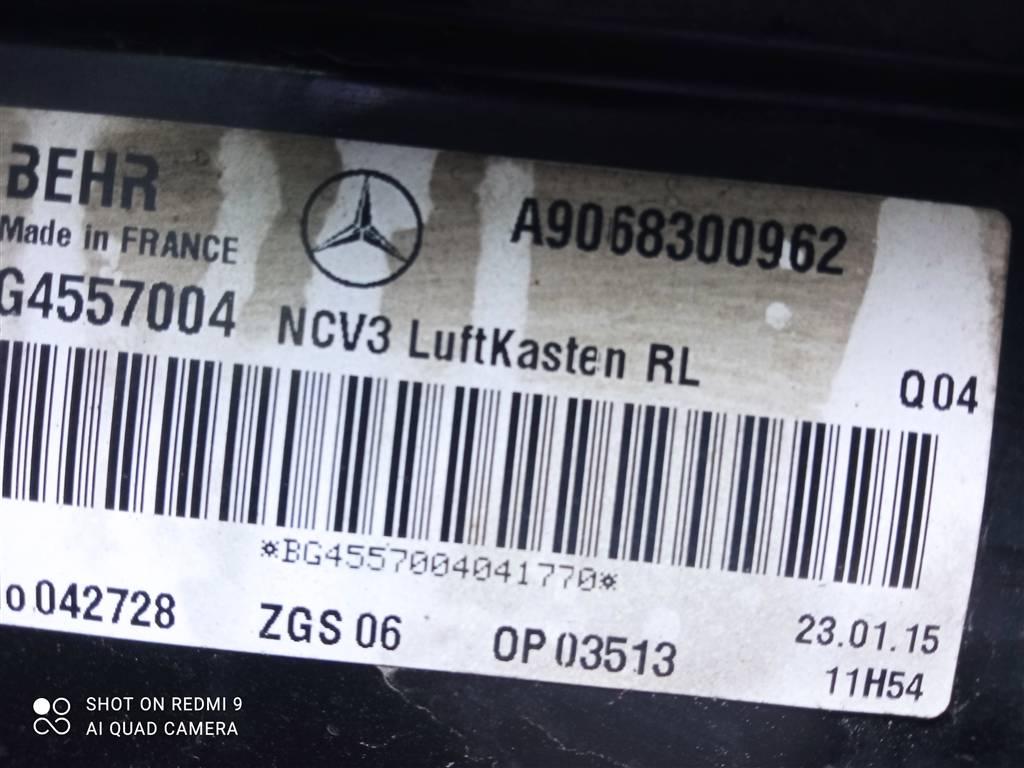 BEHR
Made in FRANCE
A9068300962
G4557004 NCV3 LuftKasten RL
Q04
*BG4557004041770*
o 042728 ZGS 06 OP 03513
23.01.15
11H54
SHOT ON REDMI 9
AI QUAD CAMERA